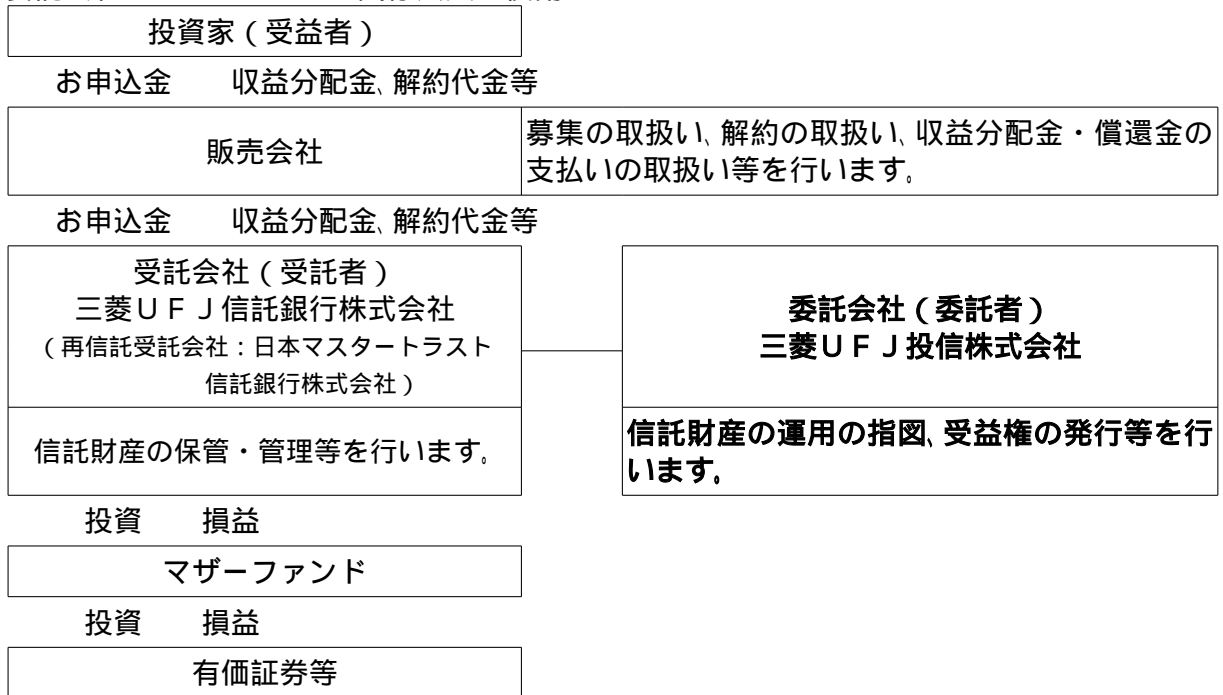 投資家(受益者)
お申込金 収益分配金、解約代金等
販売会社
募集の取扱い、解約の取扱い、収益分配金・償還金の
支払いの取扱い等を行います。
お申込金 収益分配金、解約代金等
受託会社(受託者)
三菱UFJ信託銀行株式会社
(再信託受託会社:日本マスタートラスト
信託銀行株式会社)
委託会社(委託者)
三菱UFJ投信株式会社
信託財産の保管・管理等を行います。
信託財産の運用の指図、受益権の発行等を行
います。
投資 損益
マザーファンド
投資 損益
有価証券等